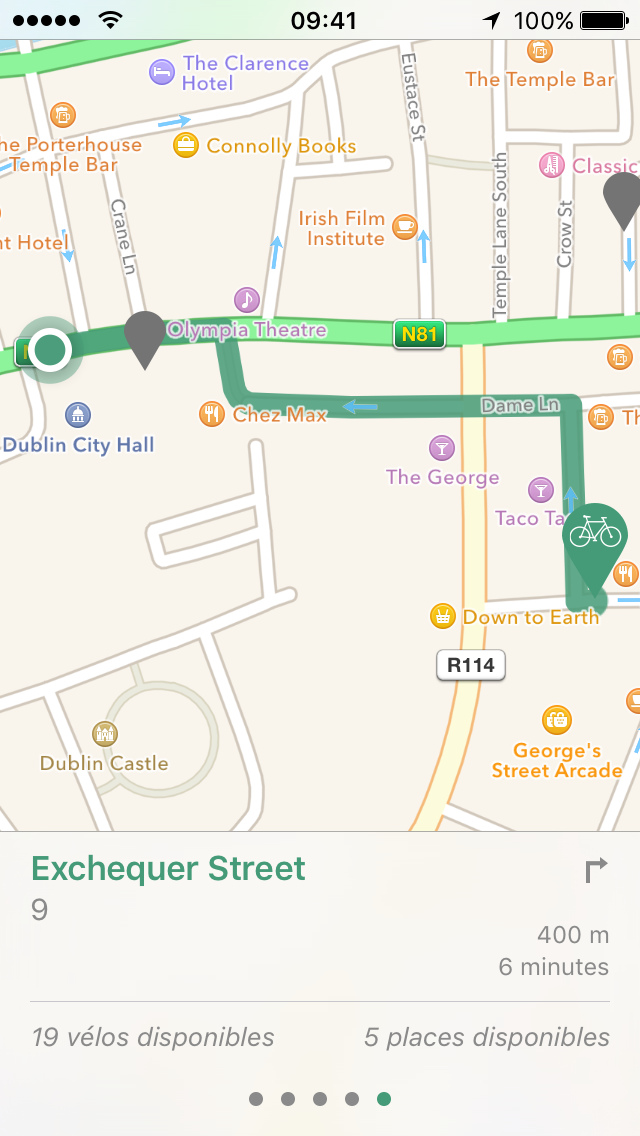 09:41
100%
The Clarence
Hotel
The Temple Bar
Eustace St
he Porterhouse
Temple Bar
Connolly Books
Classic
Temple Lane South
Crane Ln
Crow St
Irish Film
Institute
nt Hotel
Olympia Theatre
N81
N
Chez Max
Dame Ln
Th
Dublin City Hall
The George
Taco Ta
Down to Earth
R114
Dublin Castle
George's
Street Arcade
Exchequer Street
9
400 m
6 minutes
19 vélos disponibles
5 places disponibles